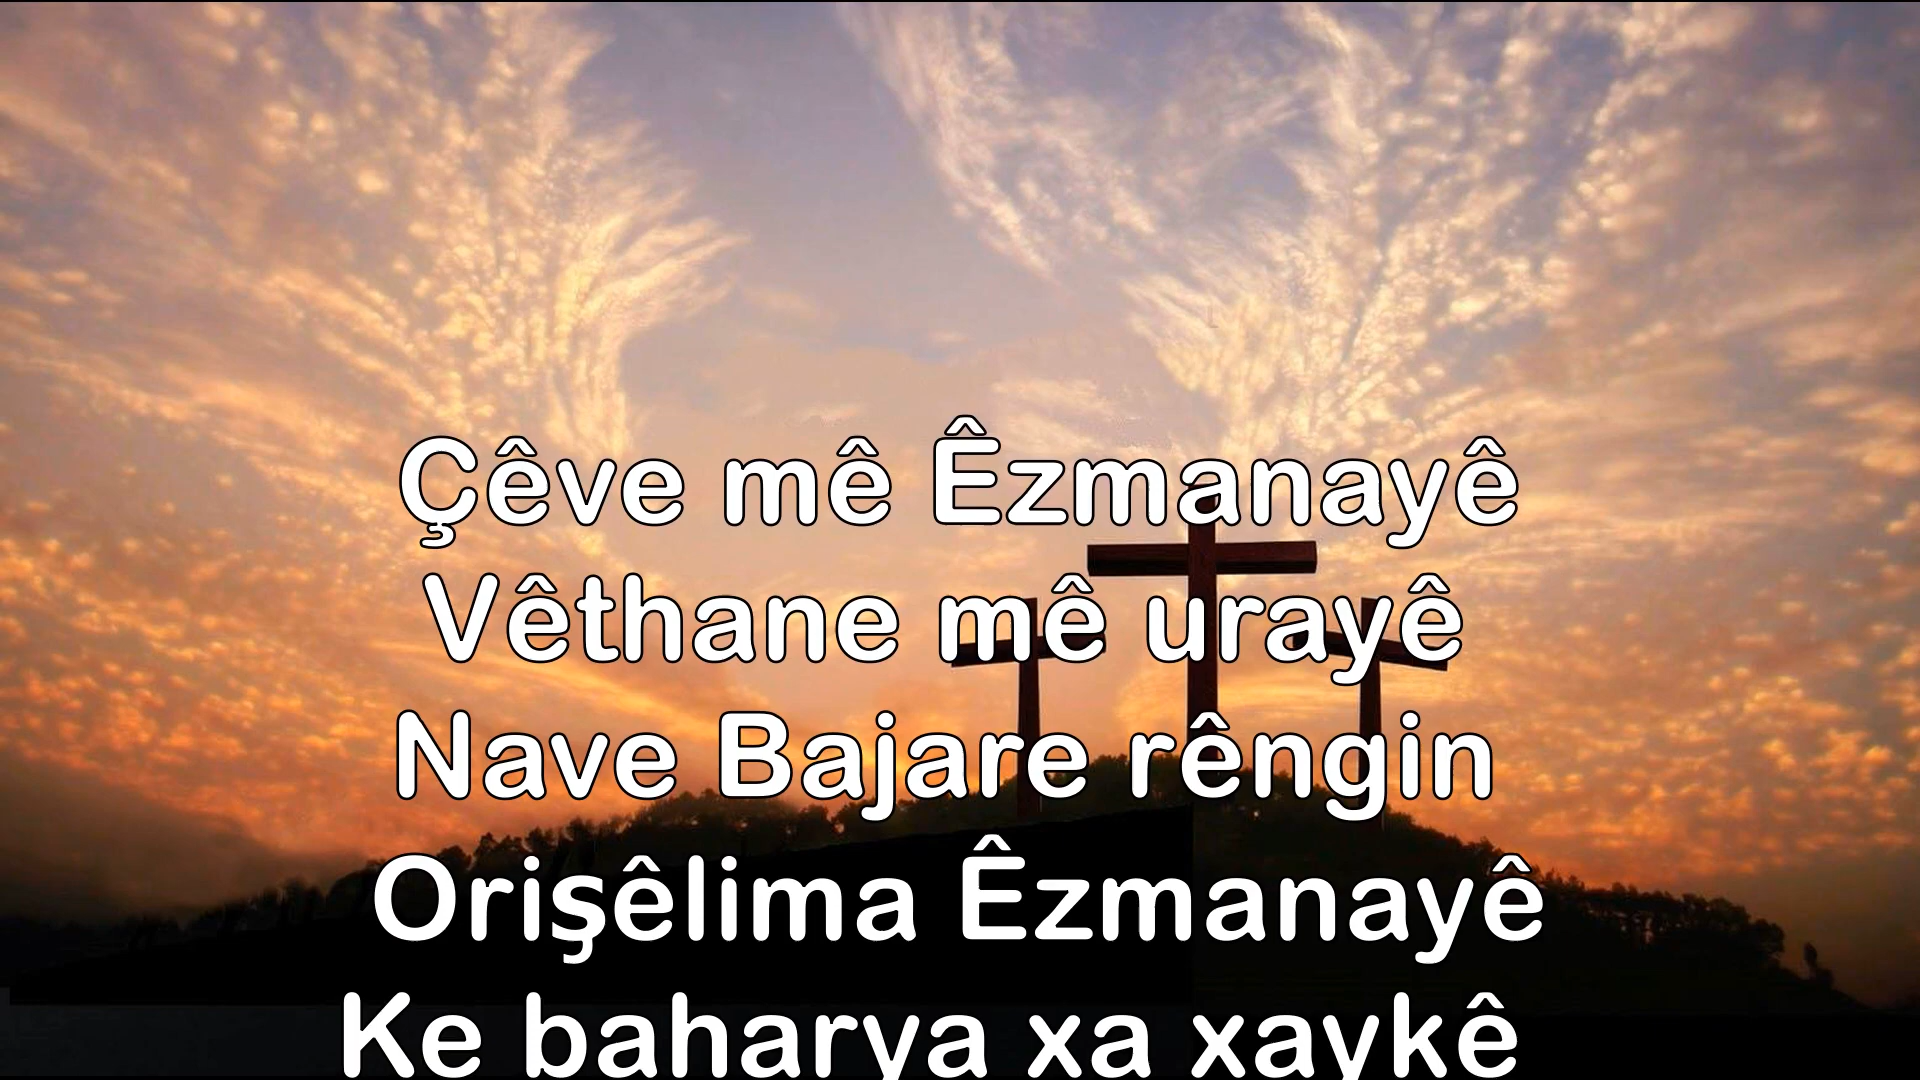 Çêve mê Êzmanayê
Vêthane mê urayê
Nave Bajare rêngin
Orişêlima Êzmanayê
Ke baharya xa xaykê